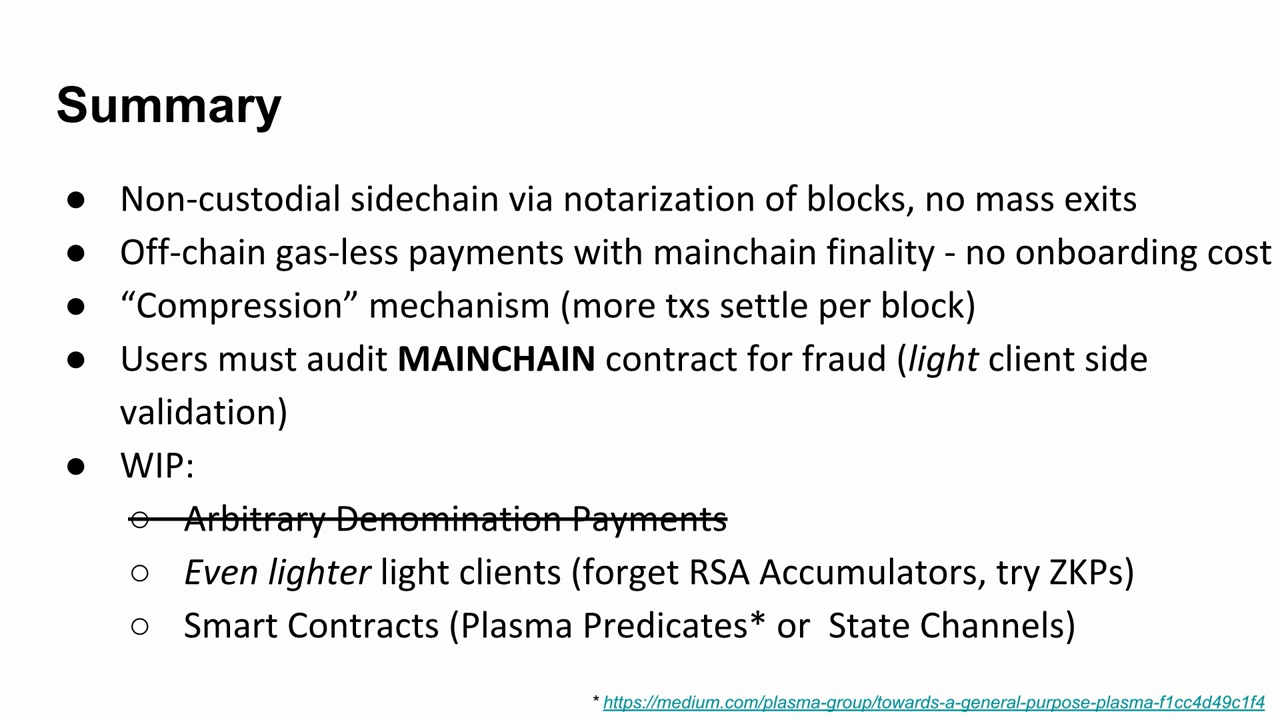 Summary
● Non-custodial sidechain via notarization of blocks, no mass exits
● Off-chain gas-less payments with mainchain finality - no onboarding cost
● “Compression” mechanism (more txs settle per block)
● Users must audit MAINCHAIN contract for fraud (light client side
validation)
● WIP:
○ Arbitrary Denomination Payments
○ Even lighter light clients (forget RSA Accumulators, try ZKPs)
○ Smart Contracts (Plasma Predicates* or  State Channels)
* https://medium.com/plasma-group/towards-a-general-purpose-plasma-f1cc4d49c1f4